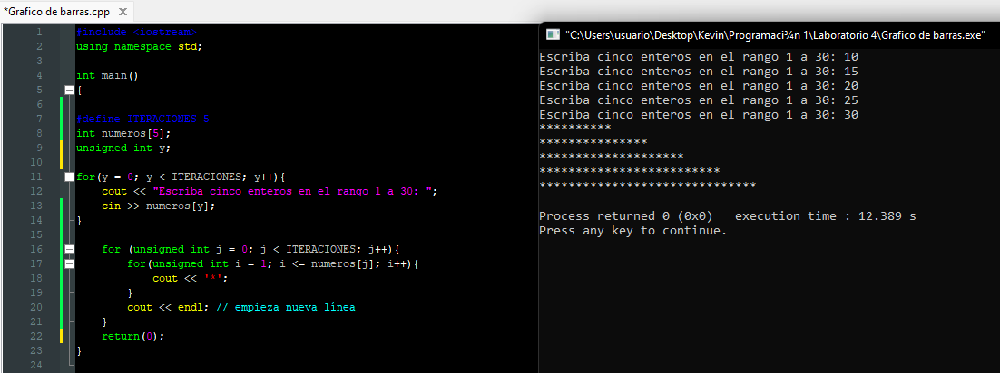 *Grafico de barras.cpp
1 #include <iostream>
2 using namespace std;
3
4 int main()
5 {
6
7 #define ITERACIONES 5
8 int numeros[5];
9 unsigned int y;
10
11 for(y = 0; y < ITERACIONES; y++){
12 cout << "Escriba cinco enteros en el rango 1 a 30: ";
13 cin >> numeros[y];
14 }
15
16 for (unsigned int j = 0; j < ITERACIONES; j++){
17 for(unsigned int i = 1; i <= numeros[j]; i++){
18 cout << '*';
19 }
20 cout << endl; // empieza nueva línea
21 }
22 return(0);
23 }
24
"C:\Users\usuario\Desktop\Kevin\Programaci¾n 1\Laboratorio 4\Grafico de barras.exe"
Escriba cinco enteros en el rango 1 a 30: 10
Escriba cinco enteros en el rango 1 a 30: 15
Escriba cinco enteros en el rango 1 a 30: 20
Escriba cinco enteros en el rango 1 a 30: 25
Escriba cinco enteros en el rango 1 a 30: 30
**********
***************
********************
*************************
******************************
Process returned 0 (0x0) execution time : 12.389 s
Press any key to continue.